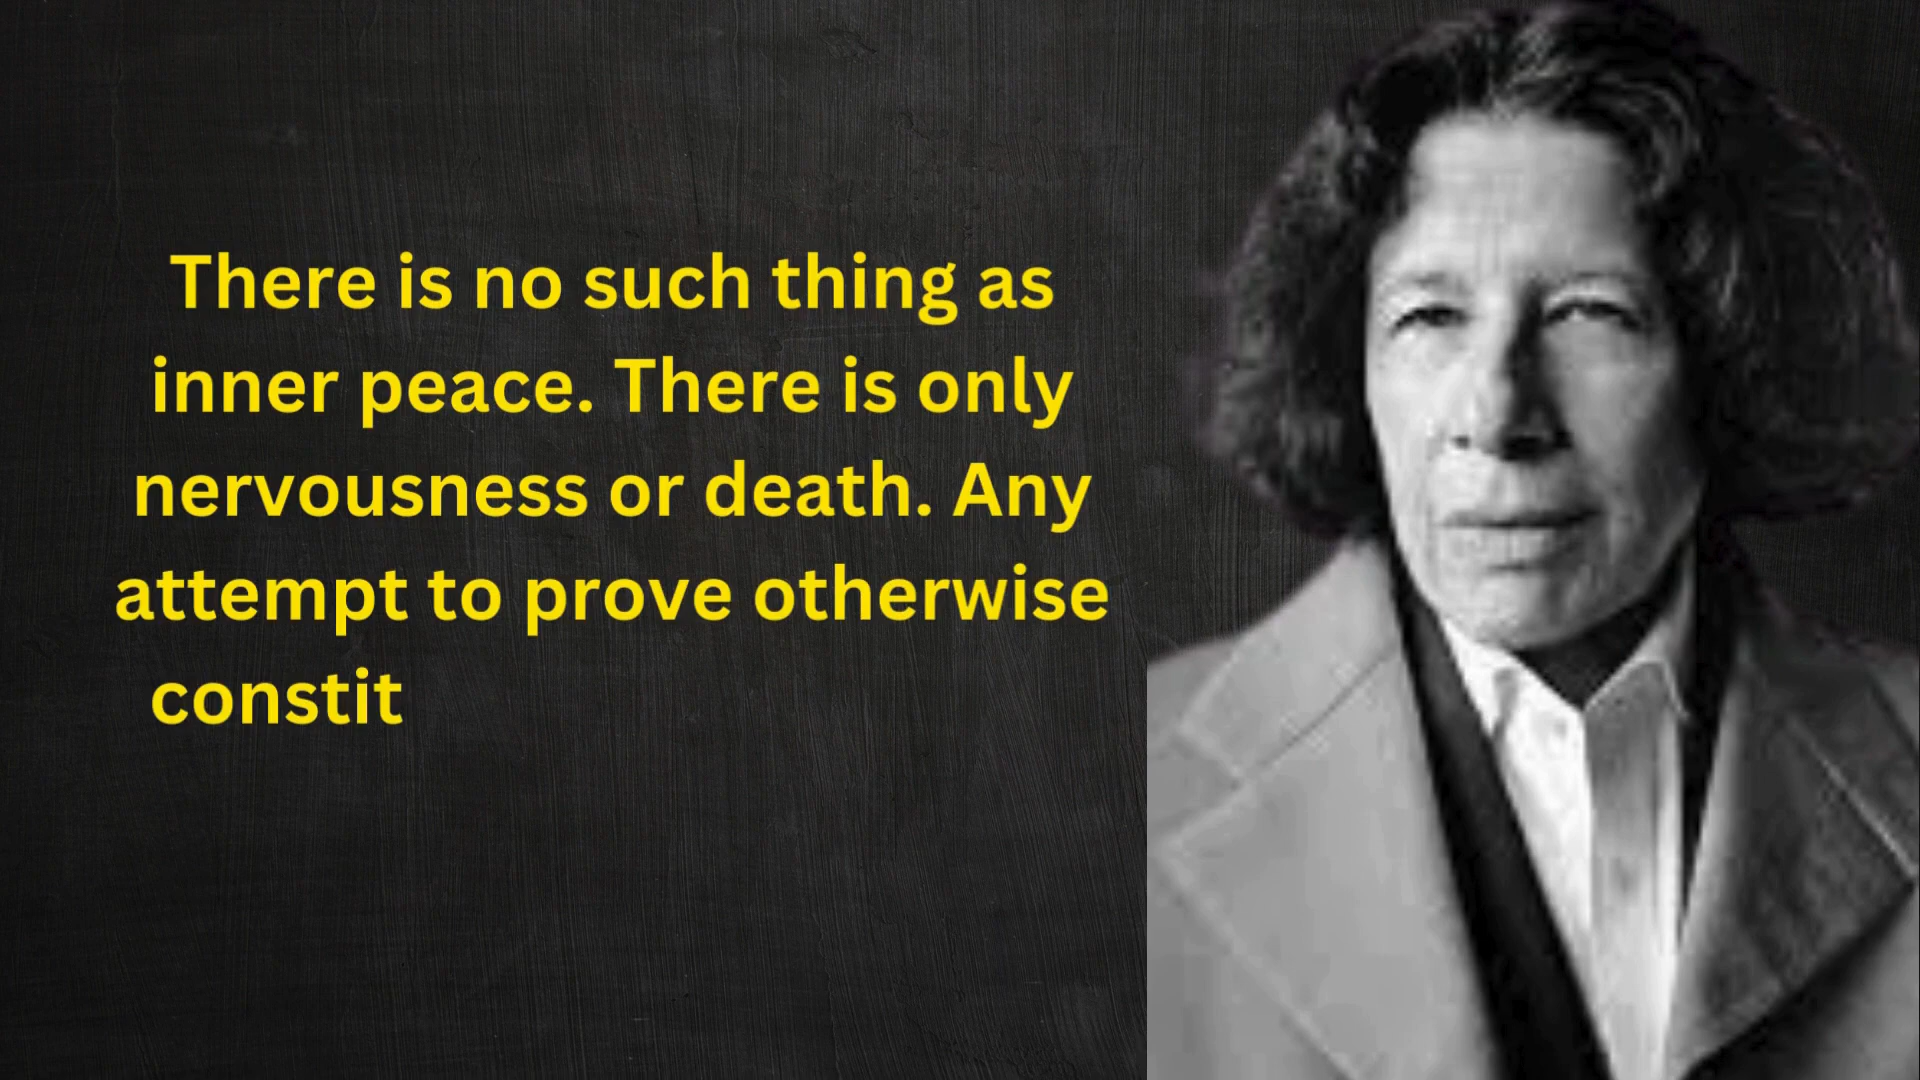 There is no such thing as
inner peace. There is only
nervousness or death. Any
attempt to prove otherwise
constit